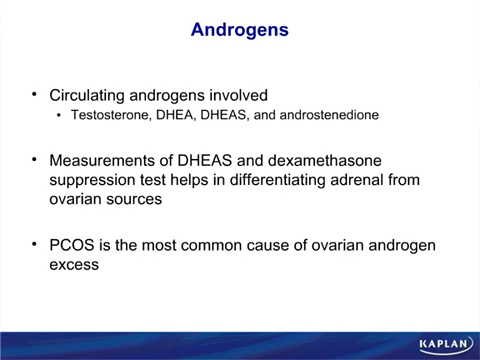 Androgens
• Circulating androgens involved
• Testosterone, DHEA, DHEAS, and androstenedione
• Measurements of DHEAS and dexamethasone
suppression test helps in differentiating adrenal from
ovarian sources
• PCOS is the most common cause of ovarian androgen
excess
KAPLAN